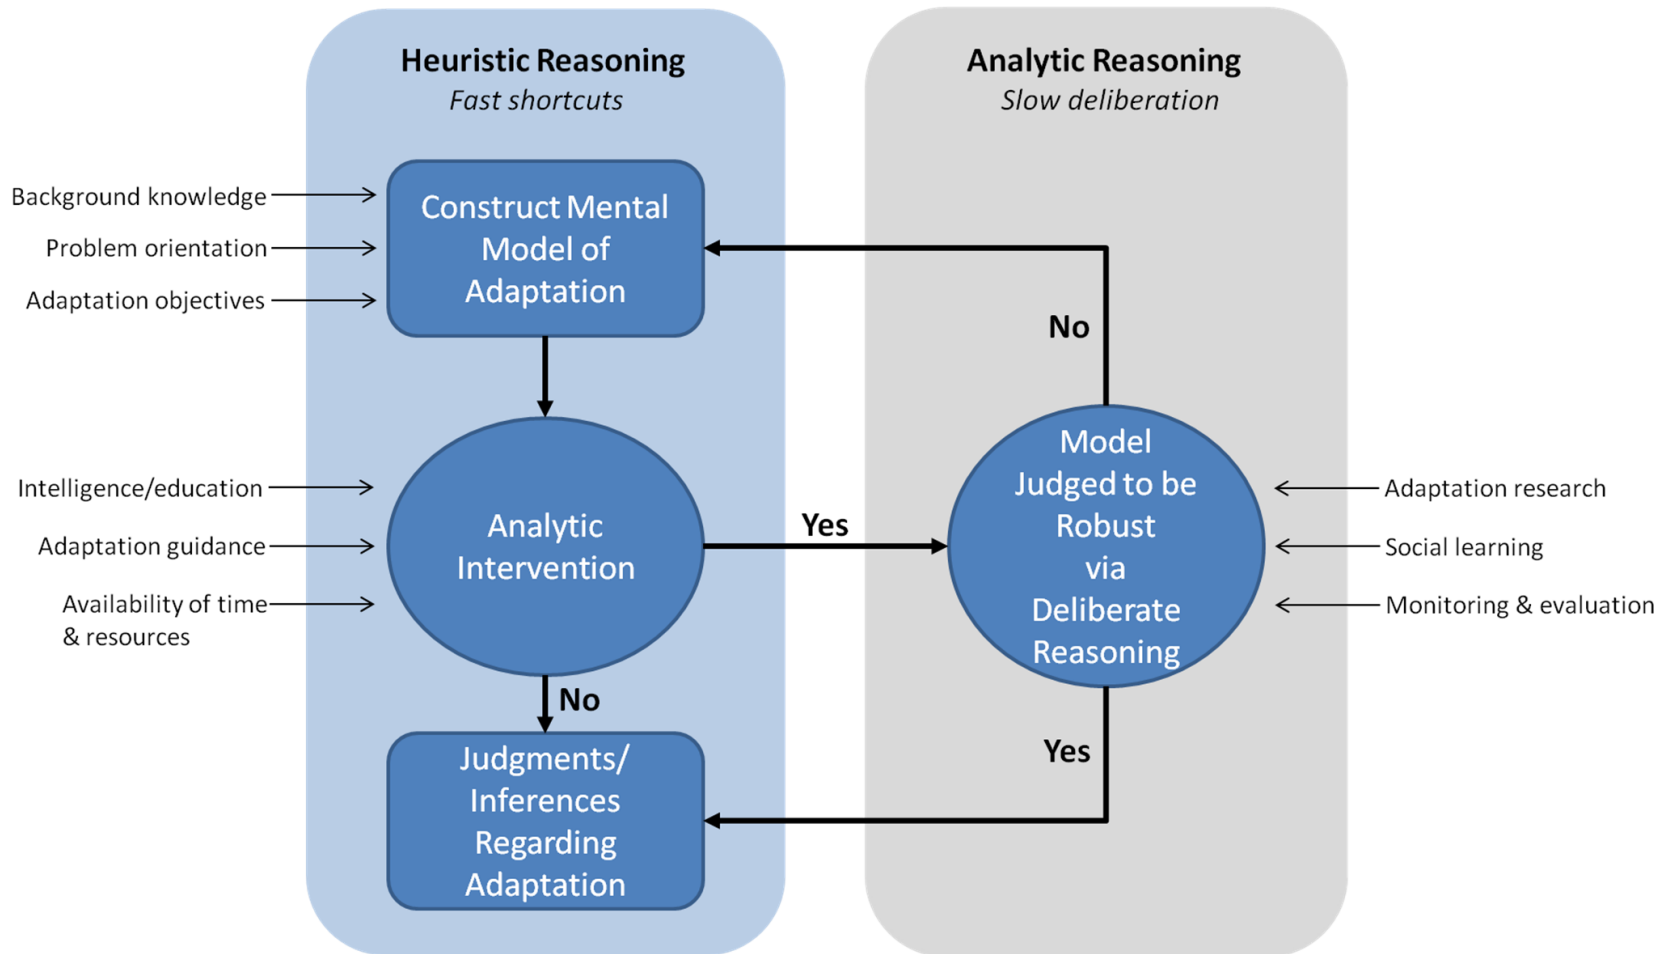 Heuristic Reasoning
Fast shortcuts
Background knowledge
Problem orientation
Adaptation objectives
Construct Mental
Model of
Adaptation
Intelligence/education
Adaptation guidance
Availability of time
& resources
Analytic
Intervention
Yes
No
Judgments/
Inferences
Regarding
Adaptation
Analytic Reasoning
Slow deliberation
No
Model
Judged to be
Robust
via
Deliberate
Reasoning
Adaptation research
Social learning
Monitoring & evaluation
Yes